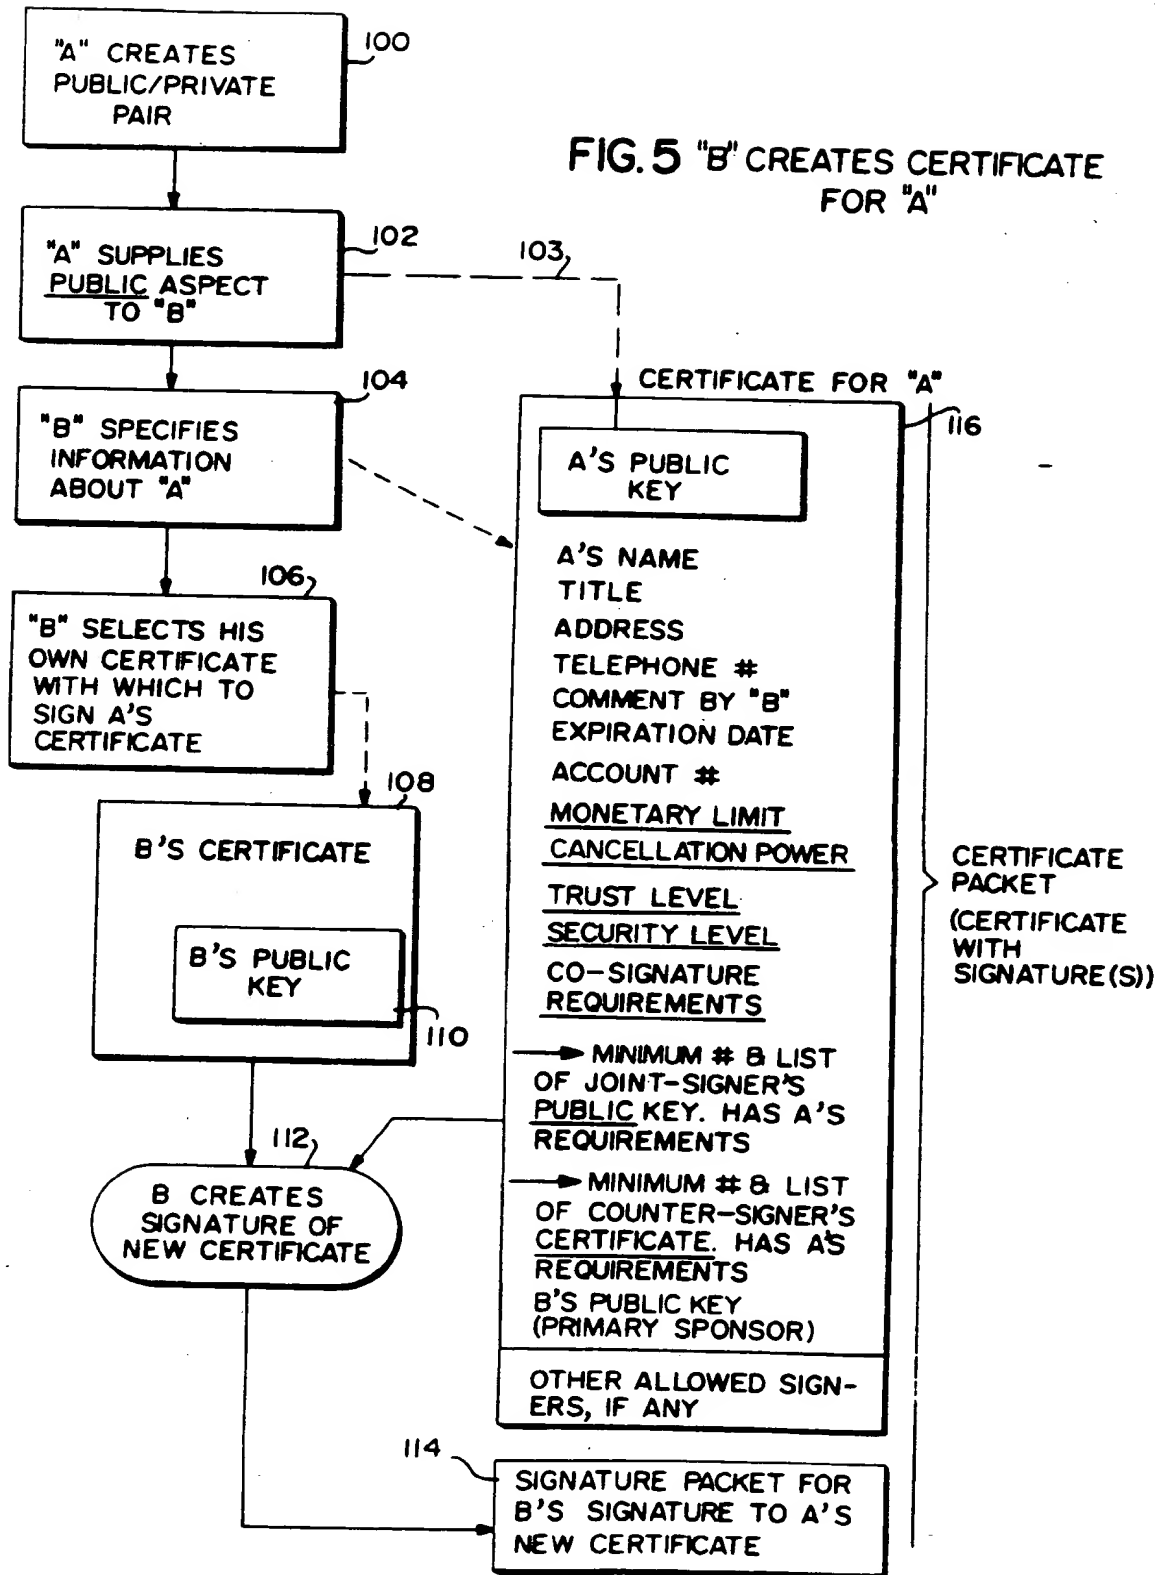 "A" CREATES
PUBLIC/PRIVATE
PAIR
100
FIG. 5 "B" CREATES CERTIFICATE
FOR "A"
"A" SUPPLIES
PUBLIC ASPECT
TO "B"
102
103
"B" SPECIFIES
INFORMATION
ABOUT "A"
104
CERTIFICATE FOR "A"
116
A'S PUBLIC
KEY
A'S NAME
TITLE
ADDRESS
TELEPHONE #
COMMENT BY "B"
EXPIRATION DATE
ACCOUNT #
MONETARY LIMIT
CANCELLATION POWER
TRUST LEVEL
SECURITY LEVEL
CO-SIGNATURE
REQUIREMENTS
MINIMUM # & LIST
OF JOINT-SIGNER'S
PUBLIC KEY. HAS A'S
REQUIREMENTS
MINIMUM # & LIST
OF COUNTER-SIGNER'S
CERTIFICATE. HAS A'S
REQUIREMENTS
B'S PUBLIC KEY
(PRIMARY SPONSOR)
OTHER ALLOWED SIGN-
ERS, IF ANY
CERTIFICATE
PACKET
(CERTIFICATE
WITH
SIGNATURE(S))
106
"B" SELECTS HIS
OWN CERTIFICATE
WITH WHICH TO
SIGN A'S
CERTIFICATE
108
B'S CERTIFICATE
B'S PUBLIC
KEY
110
112
B CREATES
SIGNATURE OF
NEW CERTIFICATE
114
SIGNATURE PACKET FOR
B'S SIGNATURE TO A'S
NEW CERTIFICATE